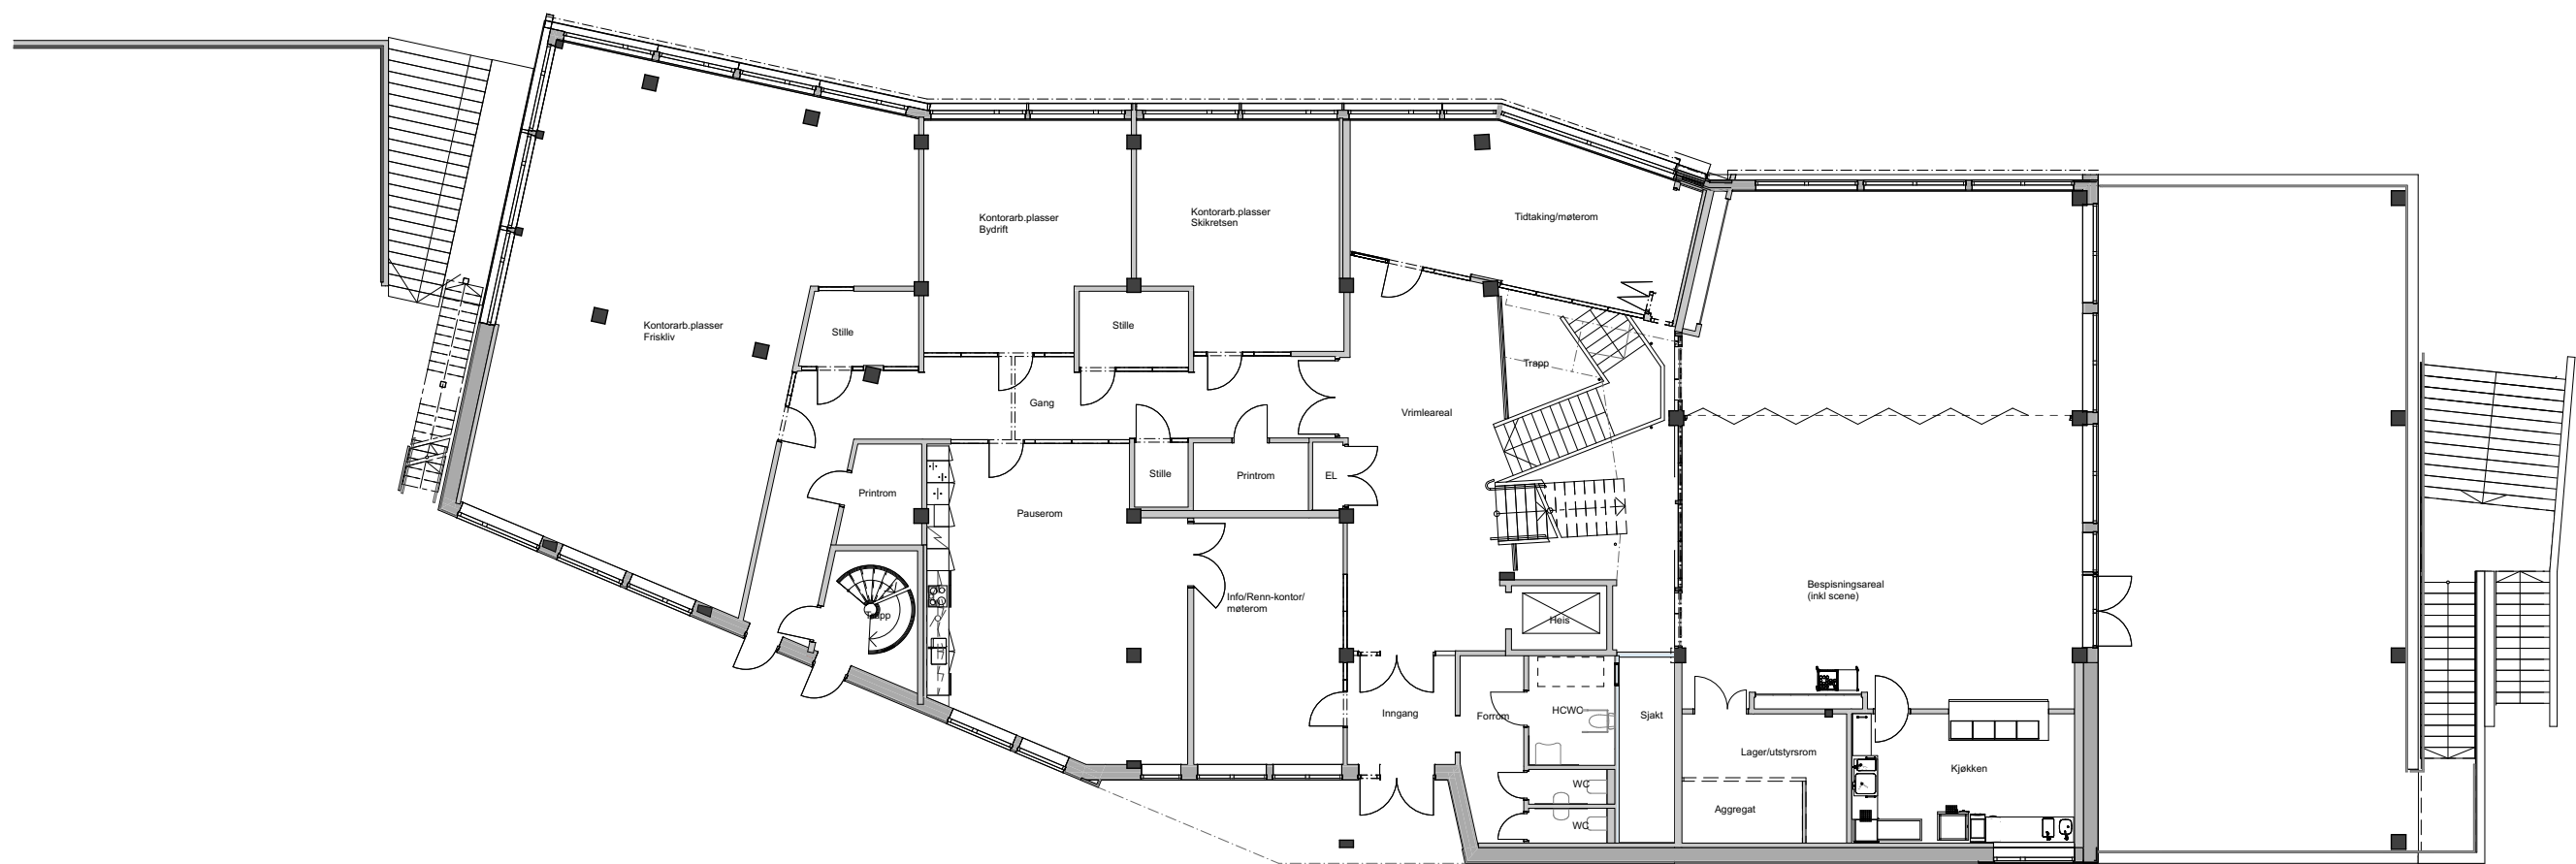 Kontorarb.plasser
Skikretsen
Kontorarb.plasser
Bydrift
Tidtaking/møterom
Kontorarb.plasser
Friskliv
Stille
Stille
Trapp
Gang
Vrimleareal
Stille
Printrom
EL
Printrom
Pauserom
Bespisningsareal
(inkl scene)
Info/Renn-kontor/
møterom
Trapp
Heis
HCWC
Inngang
Forrom
Sjakt
Lager/utstyrsrom
Kjøkken
WC
Aggregat
WC